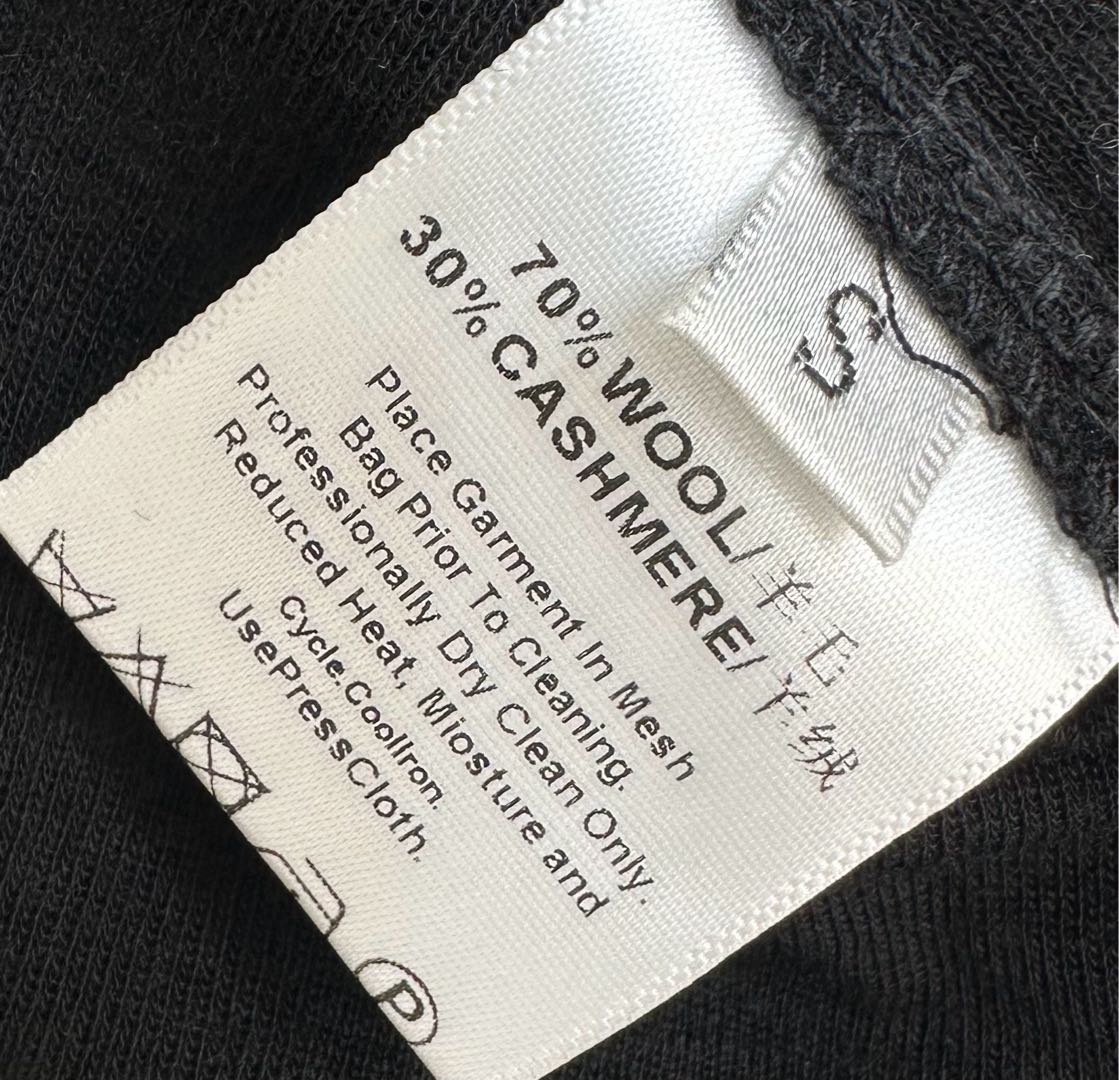 S
70% WOOL/羊毛
30% CASHMERE/羊绒
Place Garment In Mesh
Bag Prior To Cleaning.
Professionally Dry Clean Only.
Reduced Heat, Miosture and
Cycle.CoolIron.
UsePressCloth.
P